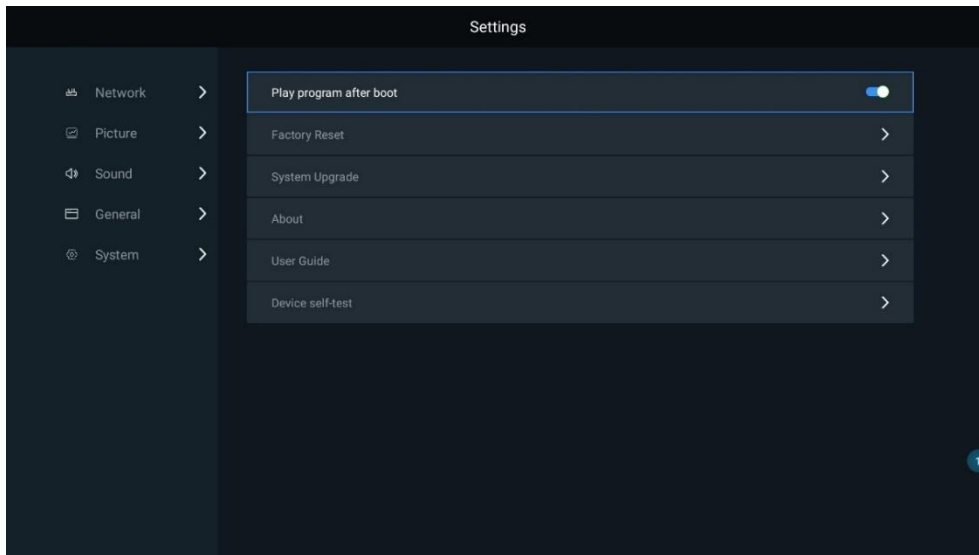 Settings
Network
Picture
Sound
General
System
Play program after boot
Factory Reset
System Upgrade
About
User Guide
Device self-test